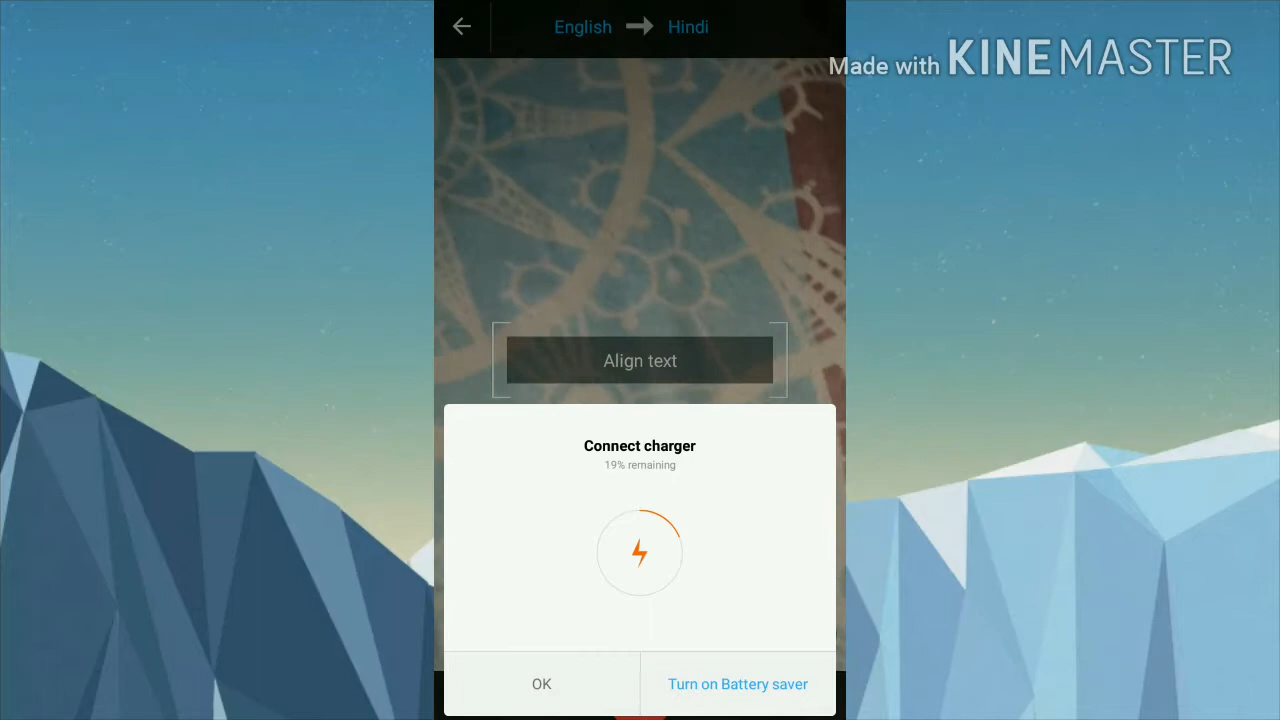 English → Hindi
Made with KINEMASTER
Align text
Connect charger
19% remaining
OK
Turn on Battery saver